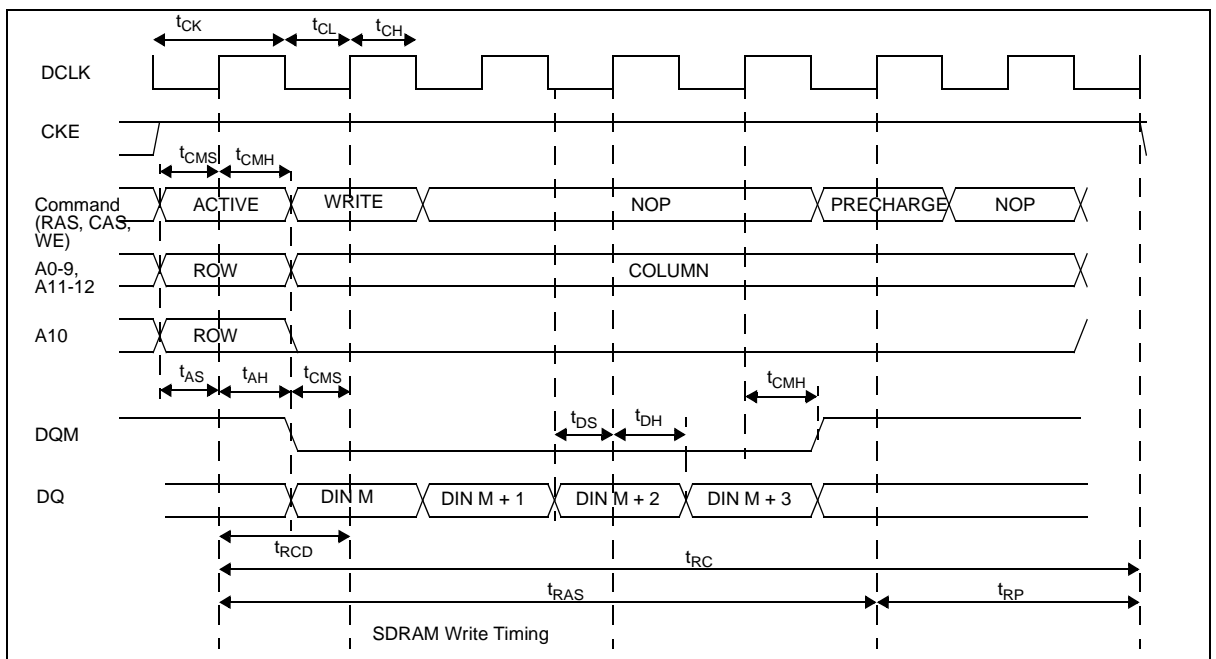 tCK
tCL
tCH
DCLK
CKE
tCMS
tCMH
Command
(RAS, CAS,
WE)
ACTIVE
WRITE
NOP
PRECHARGE
NOP
A0-9,
A11-12
ROW
COLUMN
A10
ROW
tAS
tAH
tCMS
tCMH
DQM
tDS
tDH
DQ
DIN M
DIN M + 1
DIN M + 2
DIN M + 3
tRCD
tRC
tRAS
tRP
SDRAM Write Timing